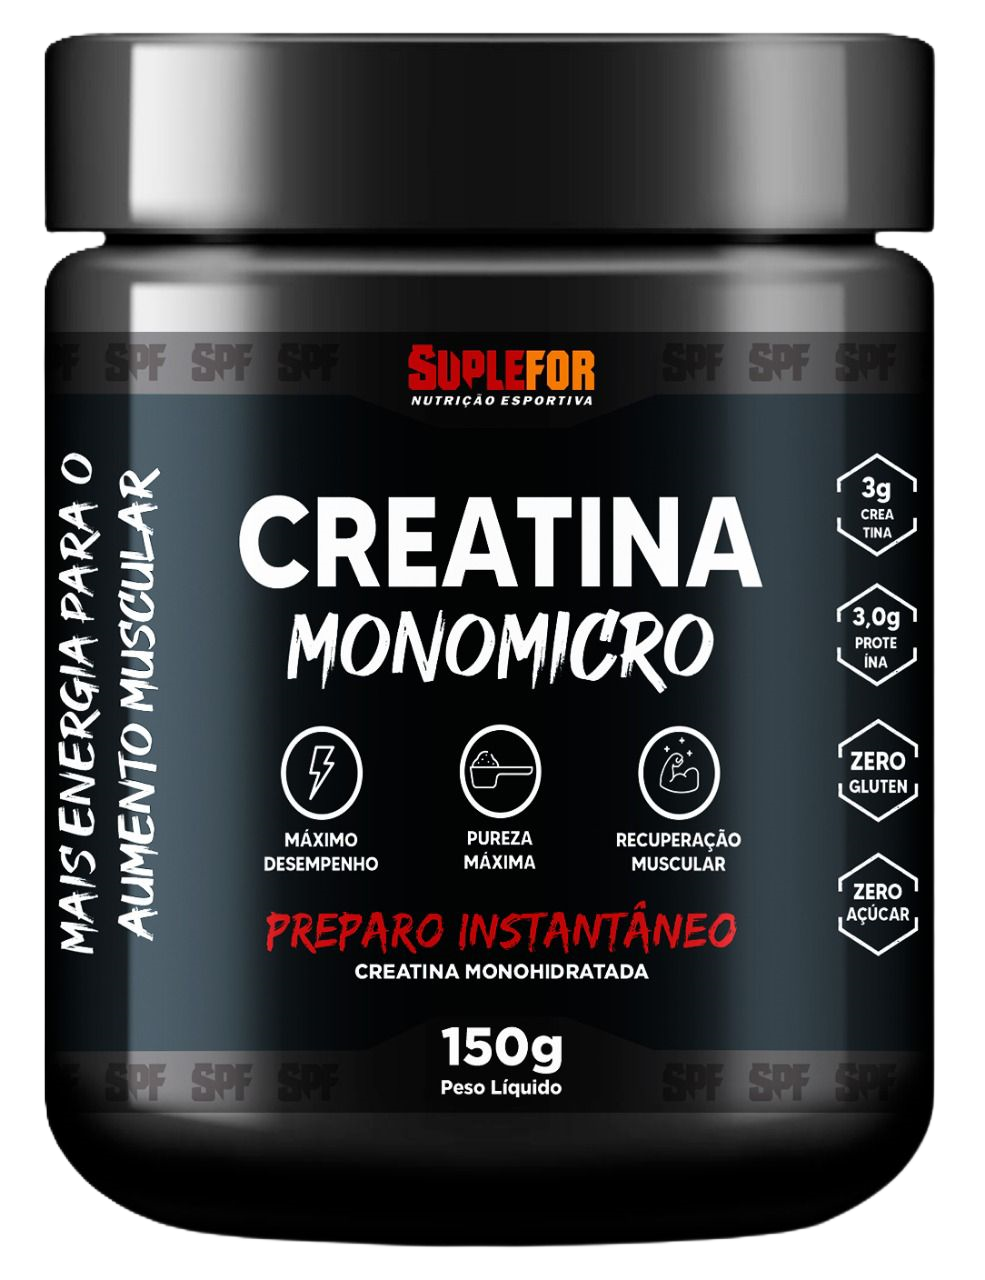 SPF SPF SPF
SUPLEFOR
NUTRIÇÃO ESPORTIVA
SPF SPF SPF
MAIS ENERGIA PARA O
AUMENTO MUSCULAR
CREATINA
MONOMICRO
MÁXIMO
DESEMPENHO
PUREZA
MÁXIMA
RECUPERAÇÃO
MUSCULAR
PREPARO INSTANTÂNEO
CREATINA MONOHIDRATADA
3g
CREA
TINA
3,0g
PROTE
ÍNA
ZERO
GLUTEN
ZERO
AÇÚCAR
150g
Peso Líquido
SPF SPF SPF
SPF SPF SPF